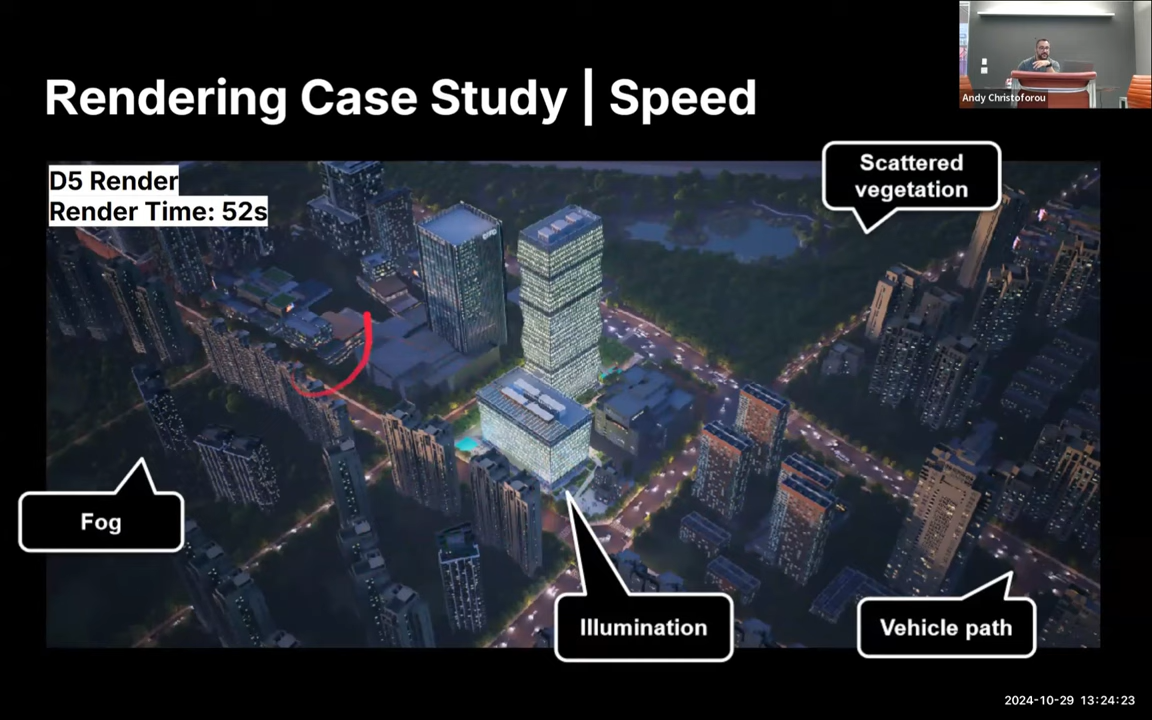 Rendering Case Study | Speed
Andy Christoforou
D5 Render
Render Time: 52s
Scattered
vegetation
Fog
Illumination
Vehicle path
2024-10-29 13:24:23